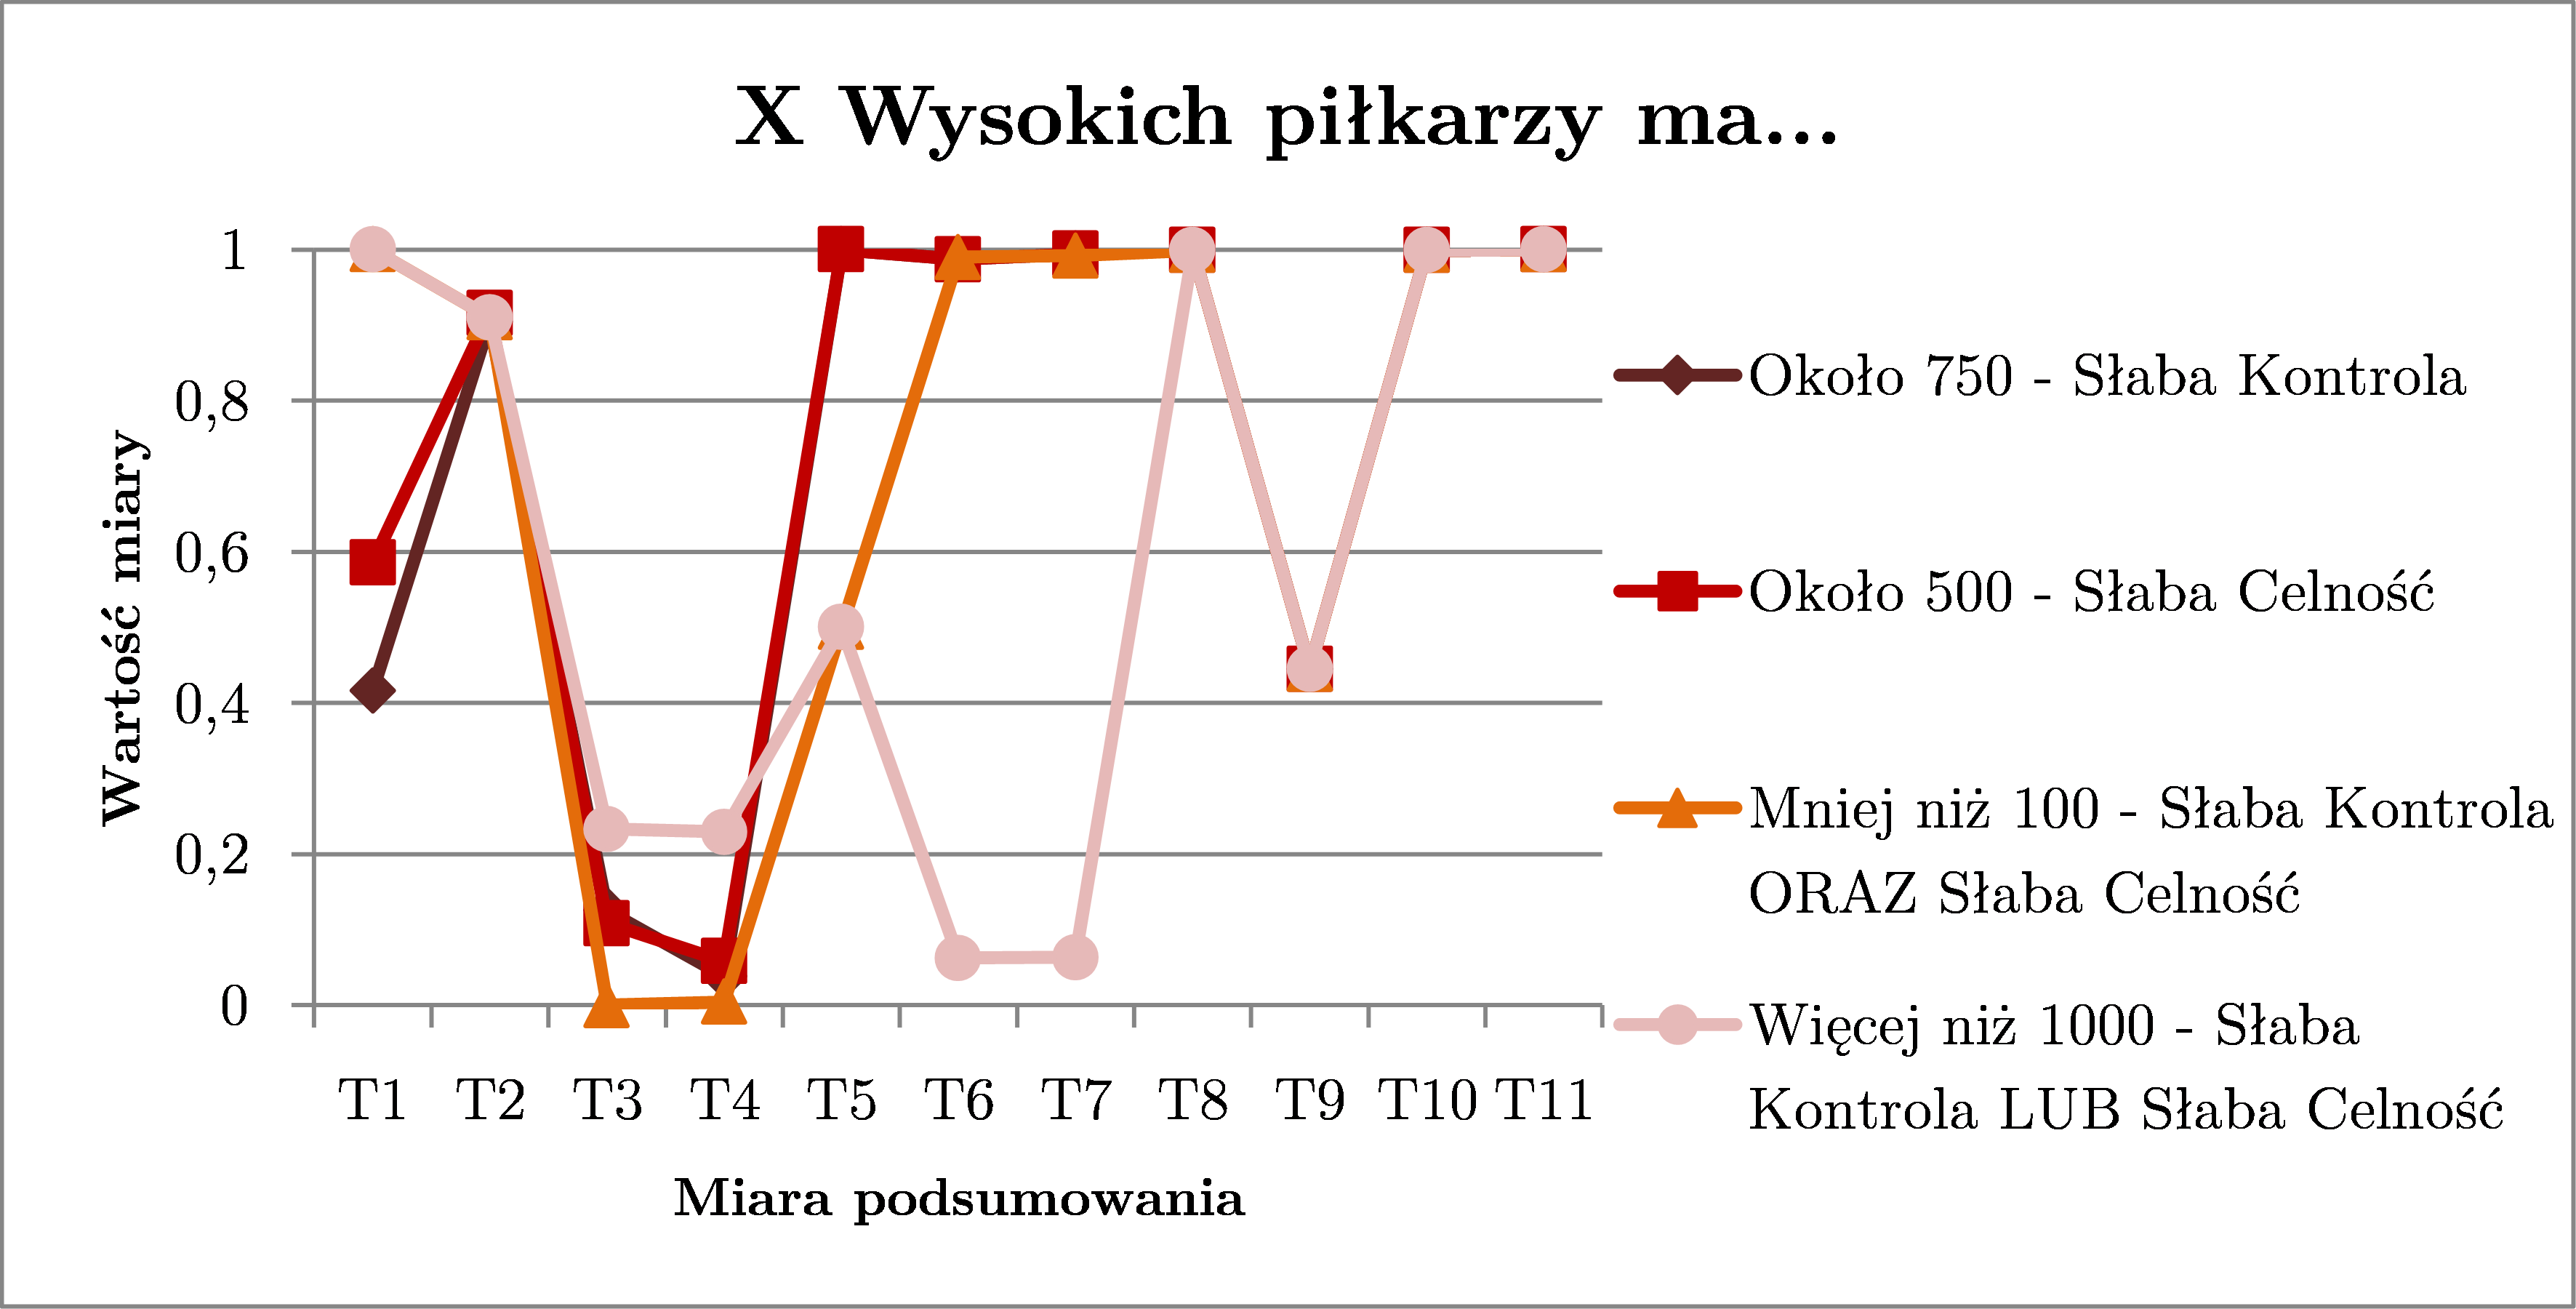 X Wysokich piłkarzy ma...
Wartość miary
1
0,8
0,6
0,4
0,2
0
T1 T2 T3 T4 T5 T6 T7 T8 T9 T10 T11
Miara podsumowania
Około 750 - Słaba Kontrola
Około 500 - Słaba Celność
Mniej niż 100 - Słaba Kontrola
ORAZ Słaba Celność
Więcej niż 1000 - Słaba
Kontrola LUB Słaba Celność